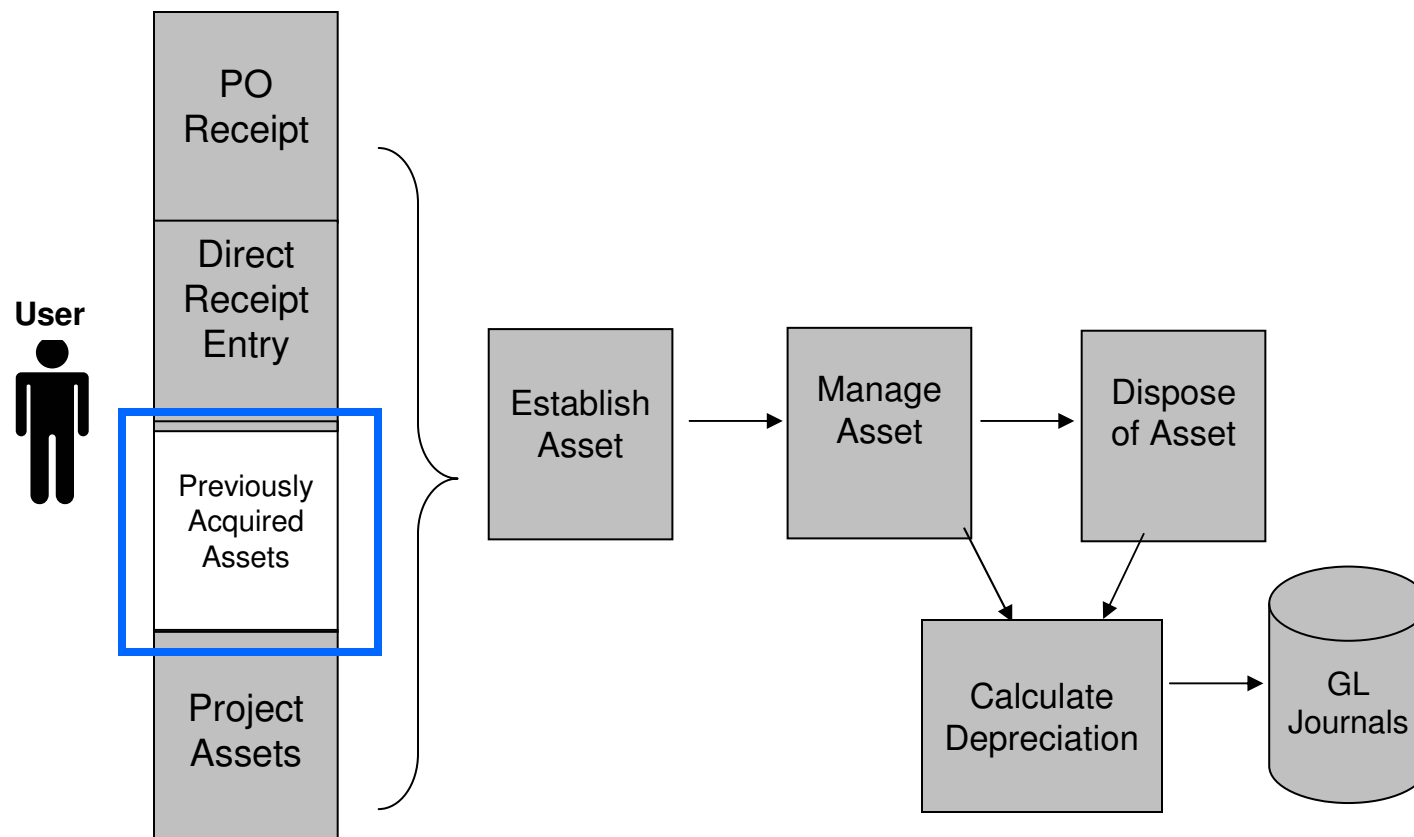 PO
Receipt
Direct
Receipt
Entry
User
Previously
Acquired
Assets
Project
Assets
Establish
Asset
Manage
Asset
Dispose
of Asset
Calculate
Depreciation
GL
Journals